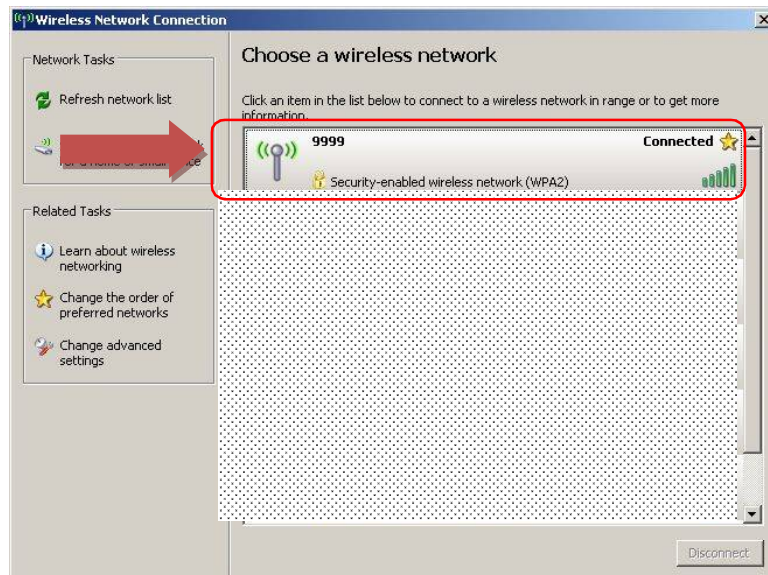 Wireless Network Connection
Network Tasks
Refresh network list
Choose a wireless network
Click an item in the list below to connect to a wireless network in range or to get more
information.
9999
Connected
Security-enabled wireless network (WPA2)
Related Tasks
Learn about wireless
networking
Change the order of
preferred networks
Change advanced
settings
Disconnect